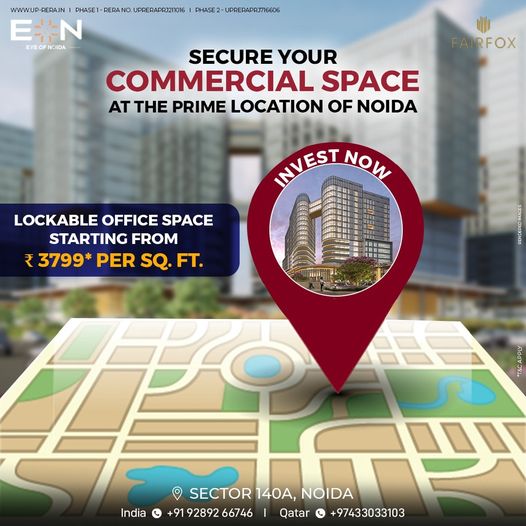 WWW.UP-RERA.IN | PHASE 1 - RERA NO. UPRERAPRJ211016 | PHASE 2 - UPRERAPRJ716606
EON
EYE OF NOIDA
FAIRFOX
SECURE YOUR
COMMERCIAL SPACE
AT THE PRIME LOCATION OF NOIDA
INVEST NOW
LOCKABLE OFFICE SPACE
STARTING FROM
₹ 3799* PER SQ. FT.
RENDERED IMAGES
*T&C APPLY
SECTOR 140A, NOIDA
India +91 92892 66746 | Qatar +97433033103